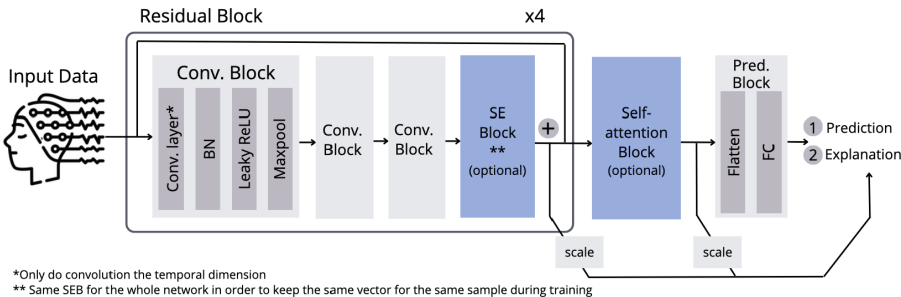 Residual Block
x4
Input Data
Conv. Block
Conv. layer*
BN
Leaky ReLU
Maxpool
Conv.
Block
Conv.
Block
SE
Block
**
(optional)
+
Self-
attention
Block
(optional)
Pred.
Block
Flatten
FC
1 Prediction
2 Explanation
scale
scale
*Only do convolution the temporal dimension
** Same SEB for the whole network in order to keep the same vector for the same sample during training